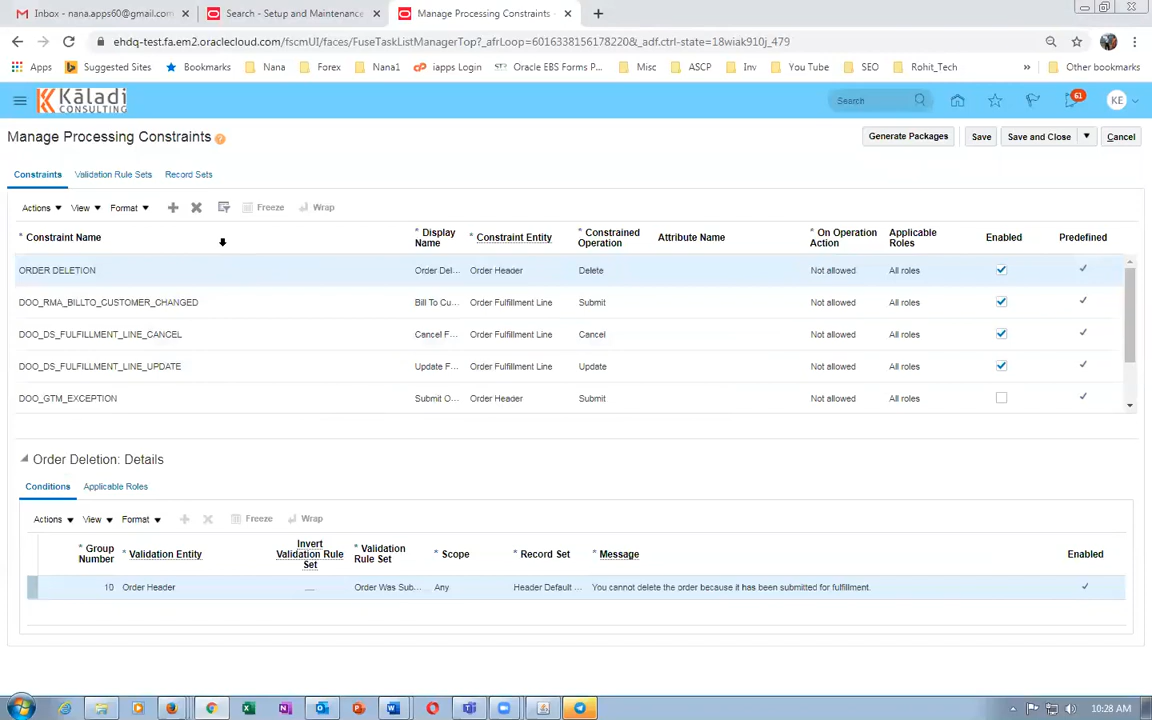 Inbox - nana.apps60@gmail.com
Search - Setup and Maintenance
Manage Processing Constraints
ehdq-test.fa.em2.oraclecloud.com/fscmUI/faces/FuseTaskListManagerTop?_afrLoop=6016338156178220&_adf.ctrl-state=18wiak910j_479
Apps Suggested Sites Bookmarks Nana Forex Nana1 iapps Login Oracle EBS Forms P... Misc ASCP Inv You Tube SEO Rohit_Tech » Other bookmarks
Kāladi
CONSULTING
Search
61
KE
Manage Processing Constraints
Generate Packages Save Save and Close Cancel
Constraints Validation Rule Sets Record Sets
Actions View Format Freeze Wrap
* Constraint Name * Display Name * Constraint Entity * Constrained Operation Attribute Name * On Operation Action Applicable Roles Enabled Predefined
ORDER DELETION Order Del... Order Header Delete Not allowed All roles
DOO_RMA_BILLTO_CUSTOMER_CHANGED Bill To Cu... Order Fulfillment Line Submit Not allowed All roles
DOO_DS_FULFILLMENT_LINE_CANCEL Cancel F... Order Fulfillment Line Cancel Not allowed All roles
DOO_DS_FULFILLMENT_LINE_UPDATE Update F... Order Fulfillment Line Update Not allowed All roles
DOO_GTM_EXCEPTION Submit O... Order Header Submit Not allowed All roles
Order Deletion: Details
Conditions Applicable Roles
Actions View Format Freeze Wrap
* Group Number * Validation Entity Invert Validation Rule Set * Validation Rule Set * Scope * Record Set * Message Enabled
10 Order Header Order Was Sub... Any Header Default ... You cannot delete the order because it has been submitted for fulfillment.
10:28 AM